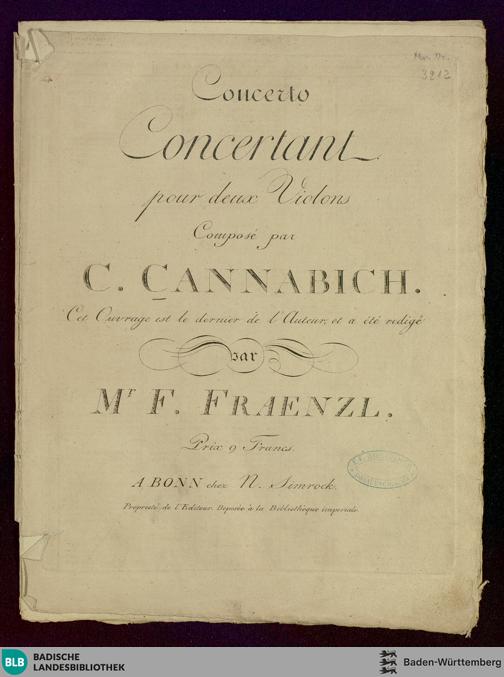 Mus. Dr.
3212
Concerto
Concertant
pour deux Violons
Composé par
C. CANNABICH.
Cet Ouvrage est le dernier de l'Auteur, et a été redigé
par
Mr F. FRAENZL.
Prix 9 Francs.
A BONN chez N. Simrock.
Propriété de l'Editeur. Deposée à la Bibliothèque imperiale.
BLB
BADISCHE
LANDESBIBLIOTHEK
Baden-Württemberg